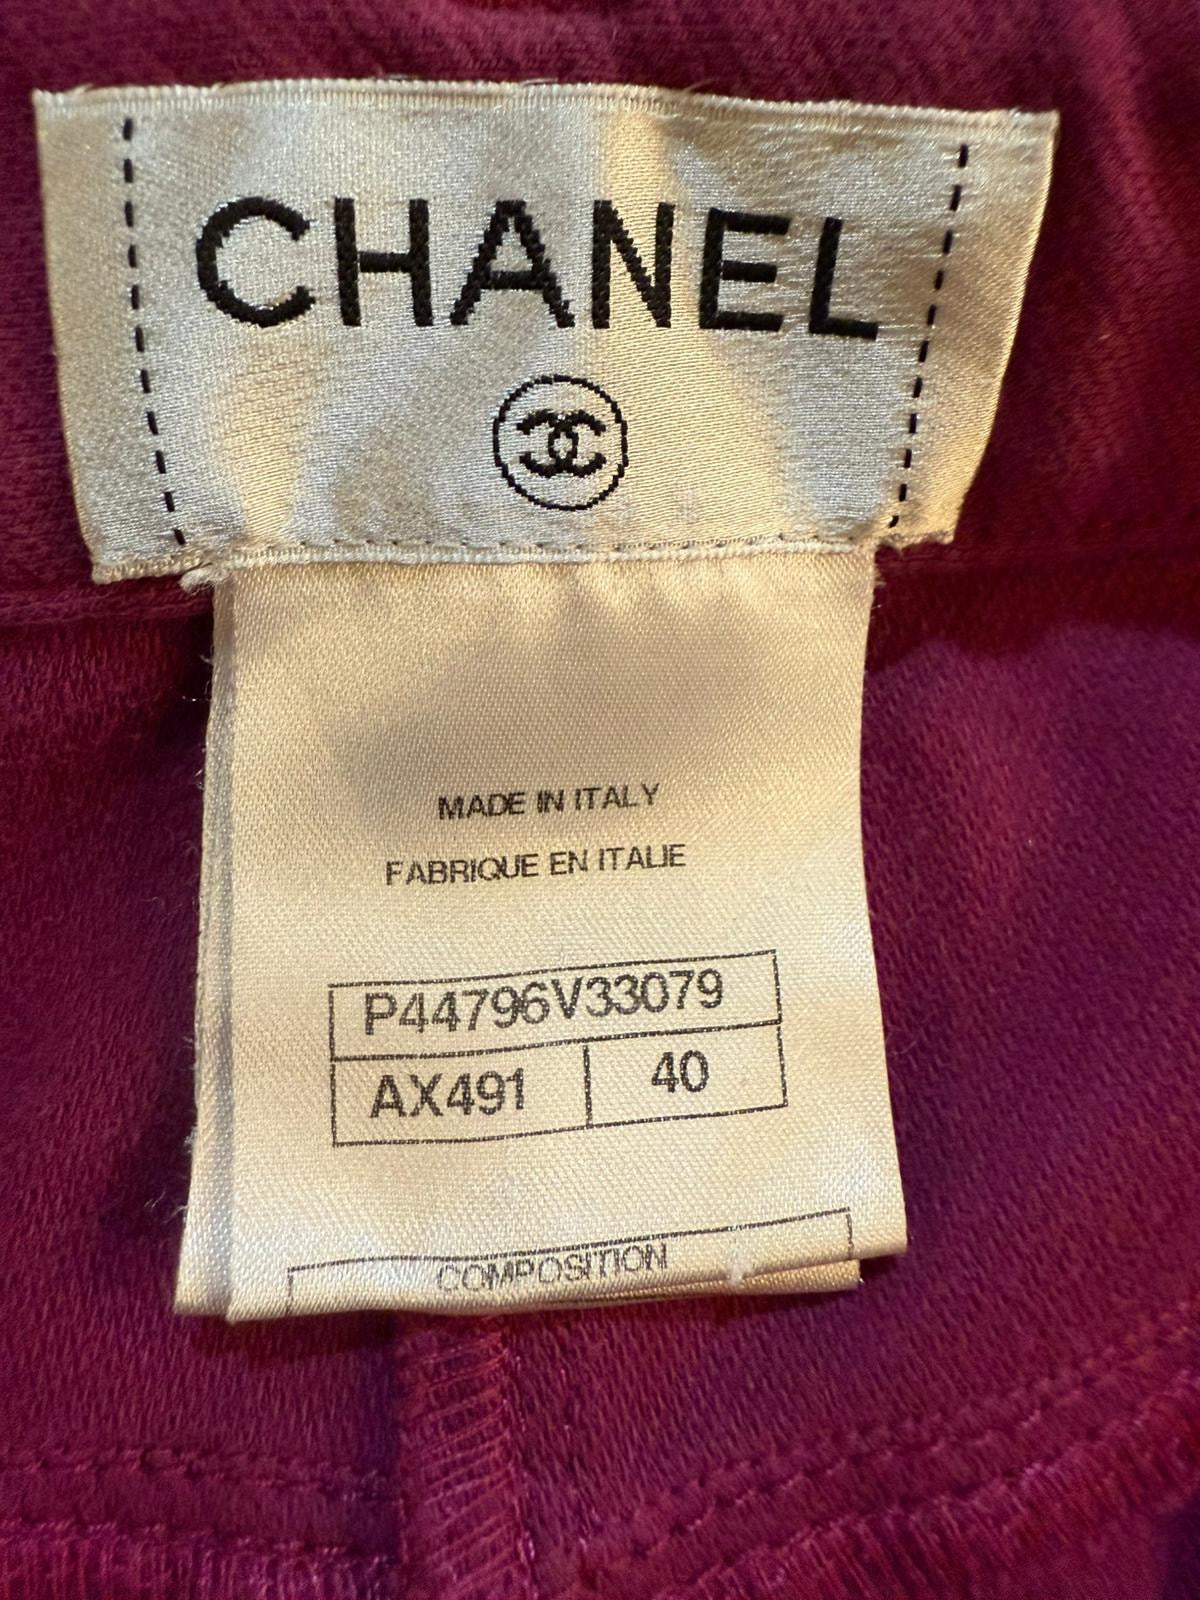 CHANEL
MADE IN ITALY
FABRIQUE EN ITALIE
P44796V33079
AX491 40
COMPOSITION